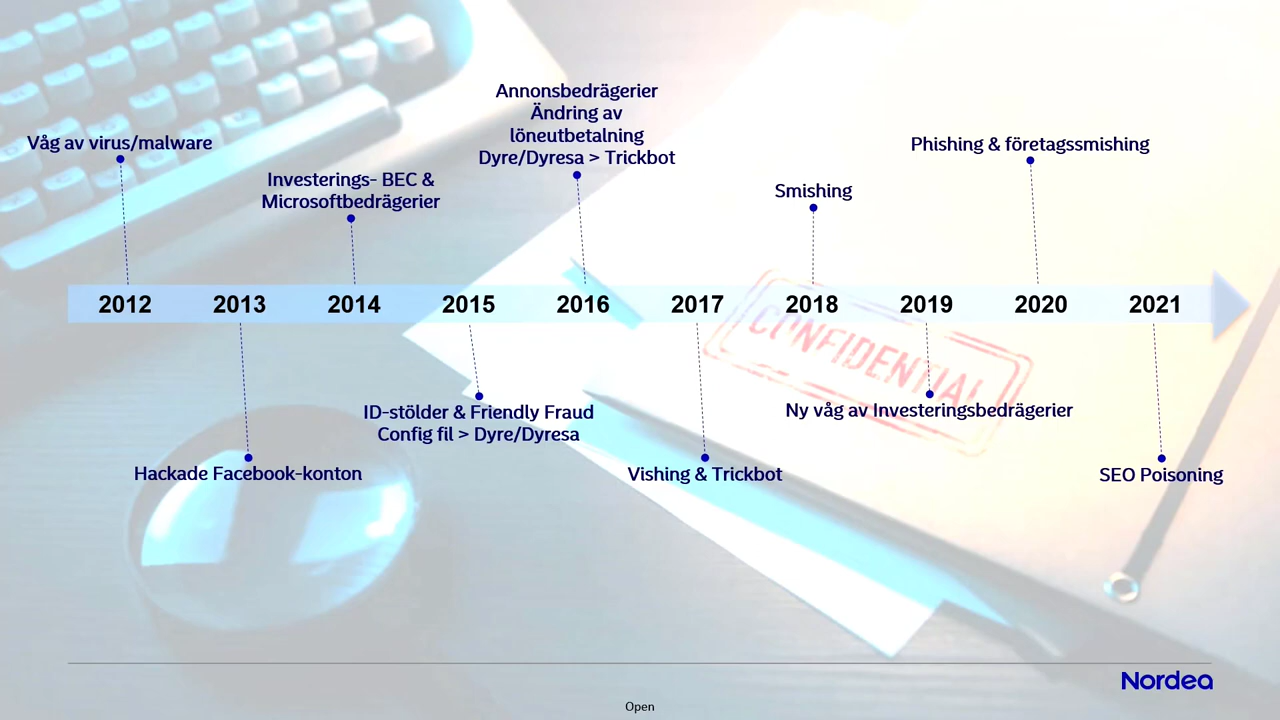 Annonsbedrägerier
Ändring av
löneutbetalning
Dyre/Dyresa > Trickbot
Våg av virus/malware
Phishing & företagssmishing
Investerings- BEC &
Microsoftbedrägerier
Smishing
2012 2013 2014 2015 2016 2017 2018 2019 2020 2021
CONFIDENTIAL
ID-stölder & Friendly Fraud
Config fil > Dyre/Dyresa
Ny våg av Investeringsbedrägerier
Hackade Facebook-konton
Vishing & Trickbot
SEO Poisoning
Nordea
Open